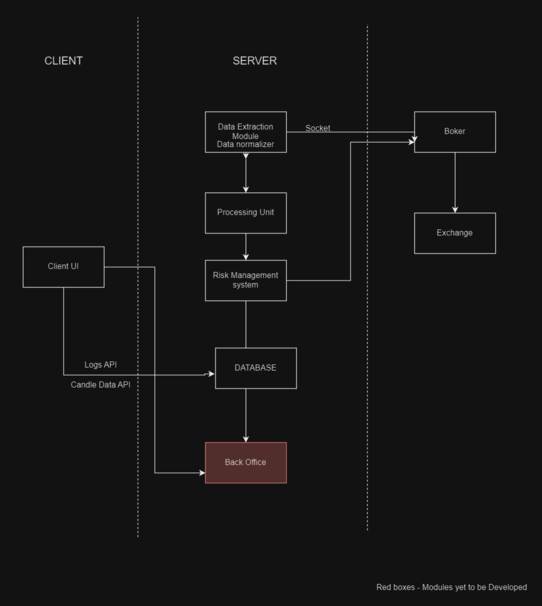 CLIENT
SERVER
Data Extraction
Module
Data normalizer
Socket
Boker
Processing Unit
Exchange
Client UI
Risk Management
system
Logs API
DATABASE
Candle Data API
Back Office
Red boxes - Modules yet to be Developed